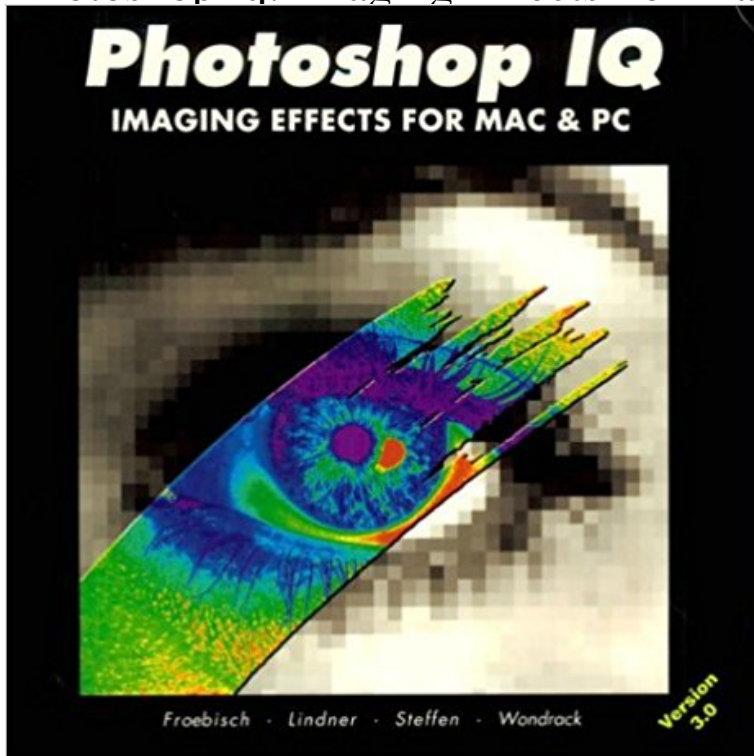 Photoshop IQ
IMAGING EFFECTS FOR MAC & PC
Froebisch · Lindner · Steffen · Wondrack
Version
3.0